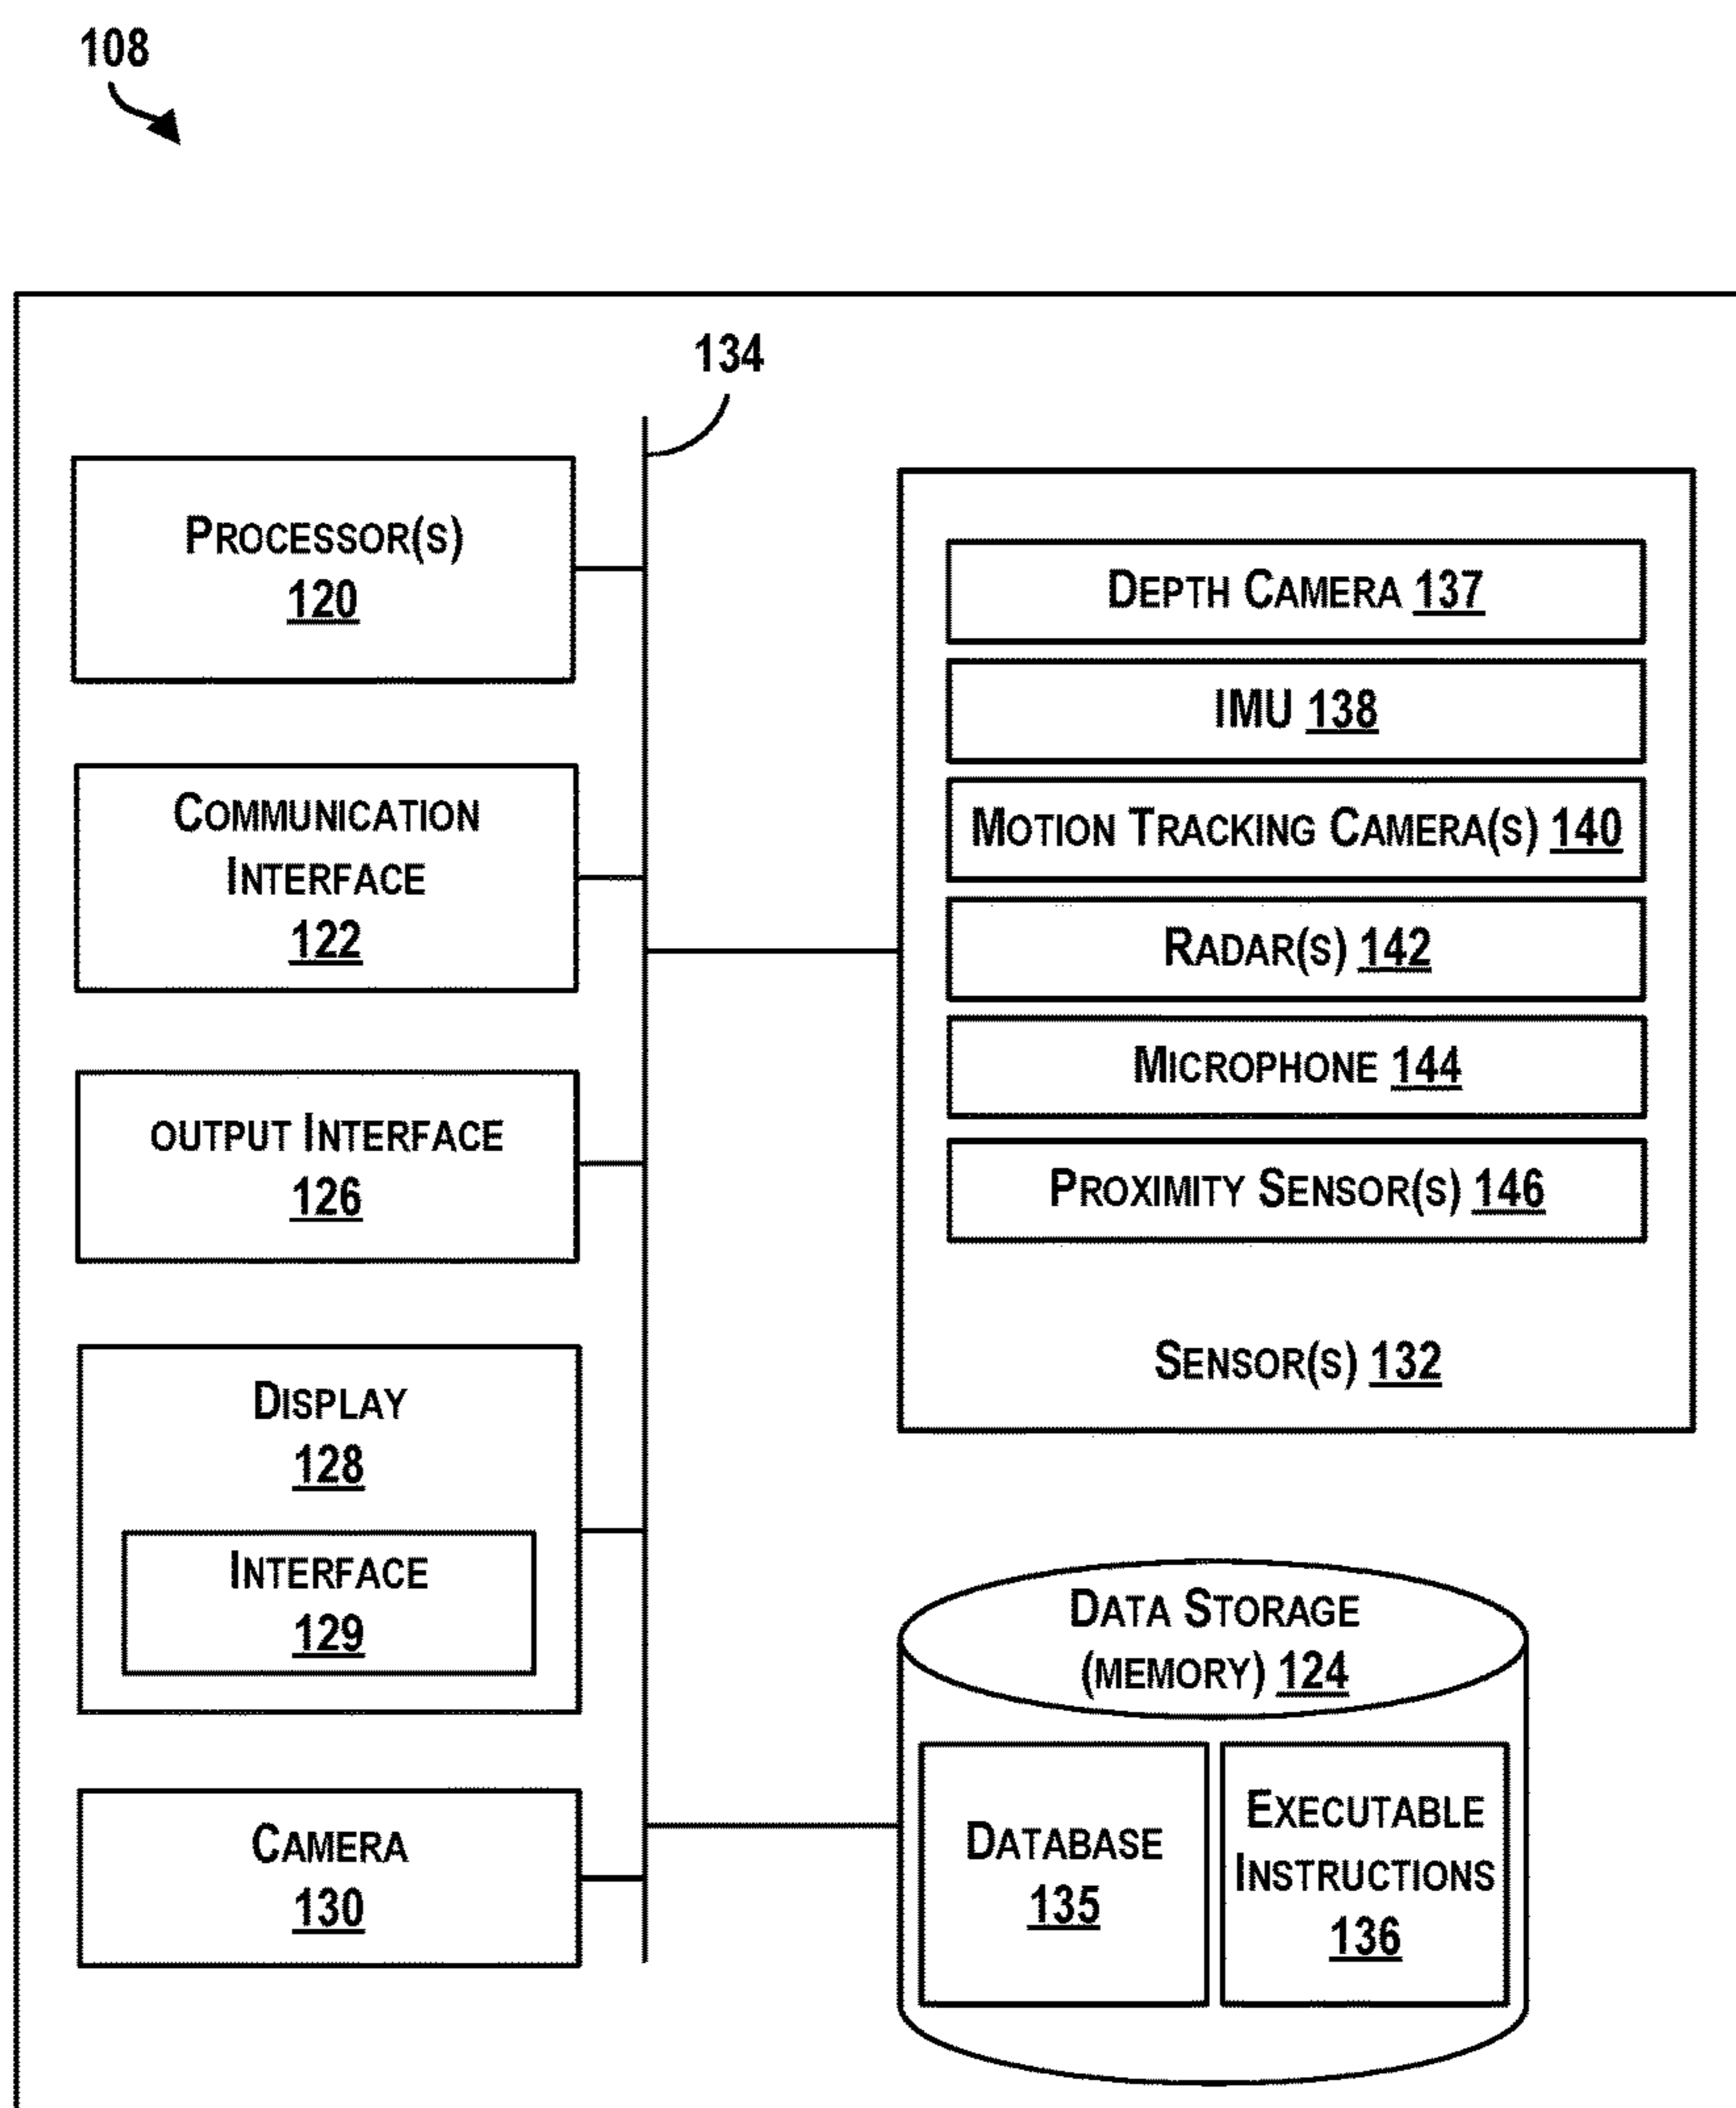 108
134
PROCESSOR(S)
120
COMMUNICATION
INTERFACE
122
OUTPUT INTERFACE
126
DISPLAY
128
INTERFACE
129
CAMERA
130
DEPTH CAMERA 137
IMU 138
MOTION TRACKING CAMERA(S) 140
RADAR(S) 142
MICROPHONE 144
PROXIMITY SENSOR(S) 146
SENSOR(S) 132
DATA STORAGE
(MEMORY) 124
DATABASE
135
EXECUTABLE
INSTRUCTIONS
136